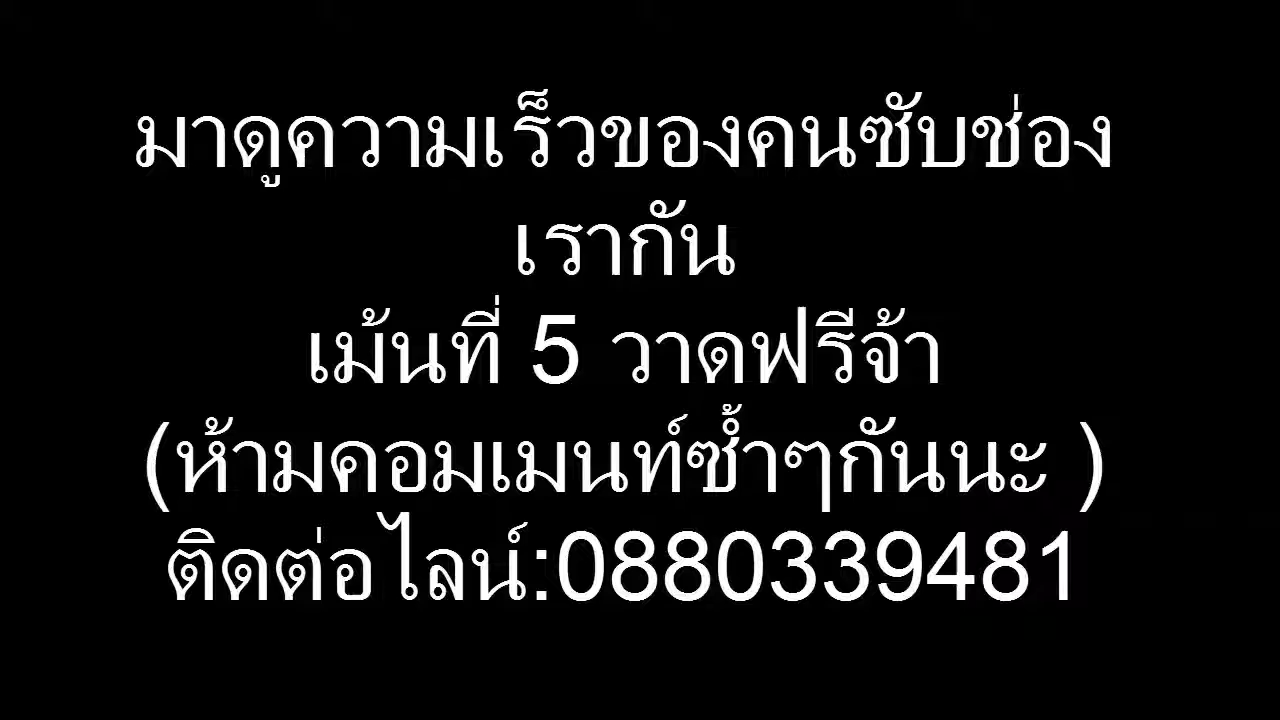 มาดูความเร็วของคนซับช่อง
เรากัน
เม้นที่ 5 วาดฟรีจ้า
(ห้ามคอมเมนท์ซ้ำๆกันนะ )
ติดต่อไลน์:0880339481